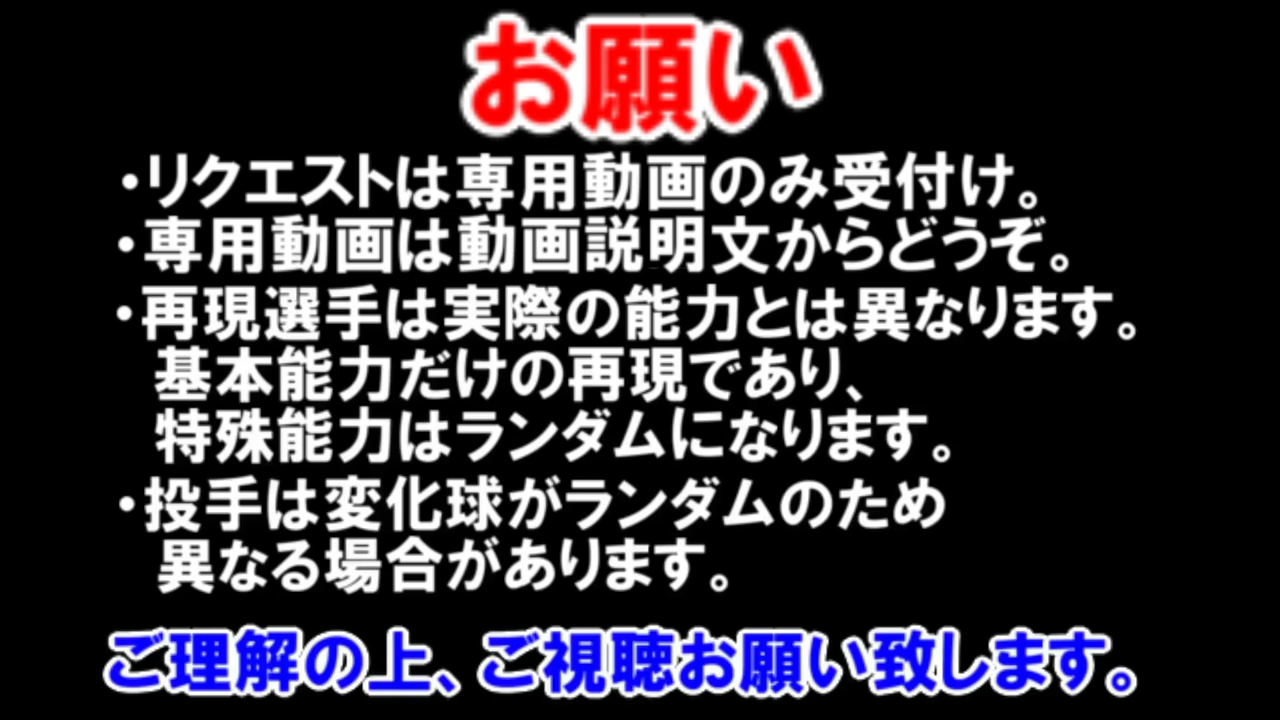 お願い
・リクエストは専用動画のみ受付け。
・専用動画は動画説明文からどうぞ。
・再現選手は実際の能力とは異なります。
基本能力だけの再現であり、
特殊能力はランダムになります。
・投手は変化球がランダムのため
異なる場合があります。
ご理解の上、ご視聴お願い致します。